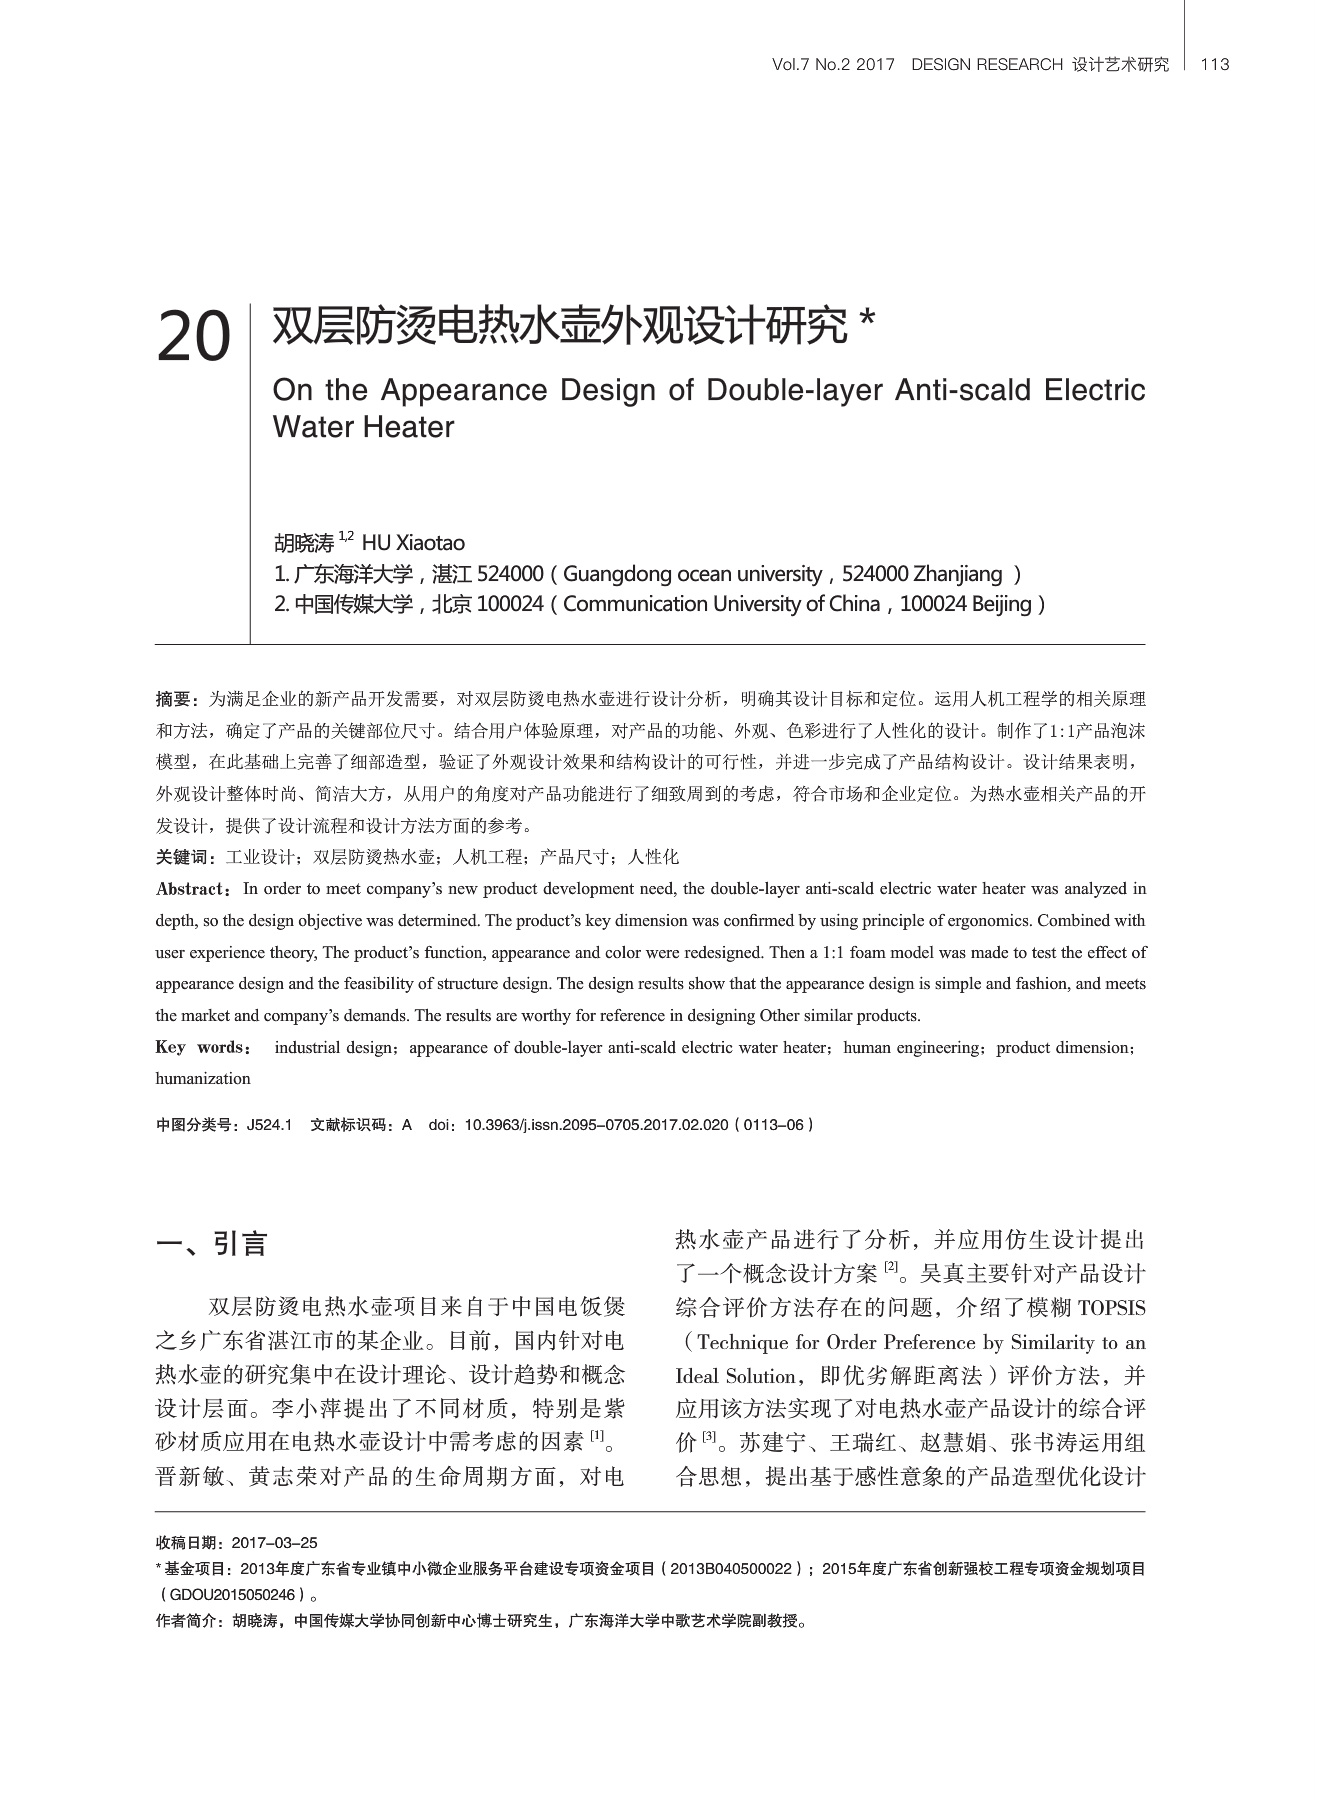 Vol.7 No.2 2017 DESIGN RESEARCH 设计艺术研究 113
20
双层防烫电热水壶外观设计研究 *
On the Appearance Design of Double-layer Anti-scald Electric
Water Heater
胡晓涛 1,2 HU Xiaotao
1. 广东海洋大学，湛江 524000（Guangdong ocean university，524000 Zhanjiang ）
2. 中国传媒大学，北京 100024（Communication University of China，100024 Beijing）
摘要：为满足企业的新产品开发需要，对双层防烫电热水壶进行设计分析，明确其设计目标和定位。运用人机工程学的相关原理
和方法，确定了产品的关键部位尺寸。结合用户体验原理，对产品的功能、外观、色彩进行了人性化的设计。制作了1:1产品泡沫
模型，在此基础上完善了细部造型，验证了外观设计效果和结构设计的可行性，并进一步完成了产品结构设计。设计结果表明，
外观设计整体时尚、简洁大方，从用户的角度对产品功能进行了细致周到的考虑，符合市场和企业定位。为热水壶相关产品的开
发设计，提供了设计流程和设计方法方面的参考。
关键词：工业设计；双层防烫热水壶；人机工程；产品尺寸；人性化
Abstract：In order to meet company's new product development need, the double-layer anti-scald electric water heater was analyzed in
depth, so the design objective was determined. The product's key dimension was confirmed by using principle of ergonomics. Combined with
user experience theory, The product's function, appearance and color were redesigned. Then a 1:1 foam model was made to test the effect of
appearance design and the feasibility of structure design. The design results show that the appearance design is simple and fashion, and meets
the market and company's demands. The results are worthy for reference in designing Other similar products.
Key words： industrial design；appearance of double-layer anti-scald electric water heater；human engineering；product dimension；
humanization
中图分类号：J524.1 文献标识码：A doi：10.3963/j.issn.2095-0705.2017.02.020（0113-06）
一、引言
双层防烫电热水壶项目来自于中国电饭煲
之乡广东省湛江市的某企业。目前，国内针对电
热水壶的研究集中在设计理论、设计趋势和概念
设计层面。李小萍提出了不同材质，特别是紫
砂材质应用在电热水壶设计中需考虑的因素 [1]。
晋新敏、黄志荣对产品的生命周期方面，对电
热水壶产品进行了分析，并应用仿生设计提出
了一个概念设计方案 [2]。吴真主要针对产品设计
综合评价方法存在的问题，介绍了模糊 TOPSIS
（Technique for Order Preference by Similarity to an
Ideal Solution，即优劣解距离法）评价方法，并
应用该方法实现了对电热水壶产品设计的综合评
价 [3]。苏建宁、王瑞红、赵慧娟、张书涛运用组
合思想，提出基于感性意象的产品造型优化设计
收稿日期：2017-03-25
* 基金项目：2013年度广东省专业镇中小微企业服务平台建设专项资金项目（2013B040500022）；2015年度广东省创新强校工程专项资金规划项目
（GDOU2015050246）。
作者简介：胡晓涛，中国传媒大学协同创新中心博士研究生，广东海洋大学中歌艺术学院副教授。